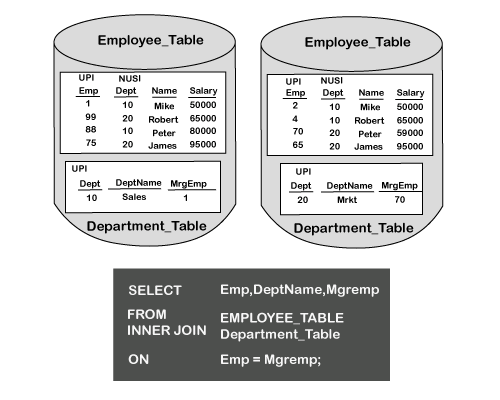 Employee_Table
UPI NUSI
Emp Dept Name Salary
1 10 Mike 50000
99 20 Robert 65000
88 10 Peter 80000
75 20 James 95000
UPI
Dept DeptName MrgEmp
10 Sales 1
Department_Table
Employee_Table
UPI NUSI
Emp Dept Name Salary
2 10 Mike 50000
4 10 Robert 65000
70 20 Peter 59000
65 20 James 95000
UPI
Dept DeptName MrgEmp
20 Mrkt 70
Department_Table
SELECT Emp,DeptName,Mgremp
FROM EMPLOYEE_TABLE
INNER JOIN Department_Table
ON Emp = Mgremp;